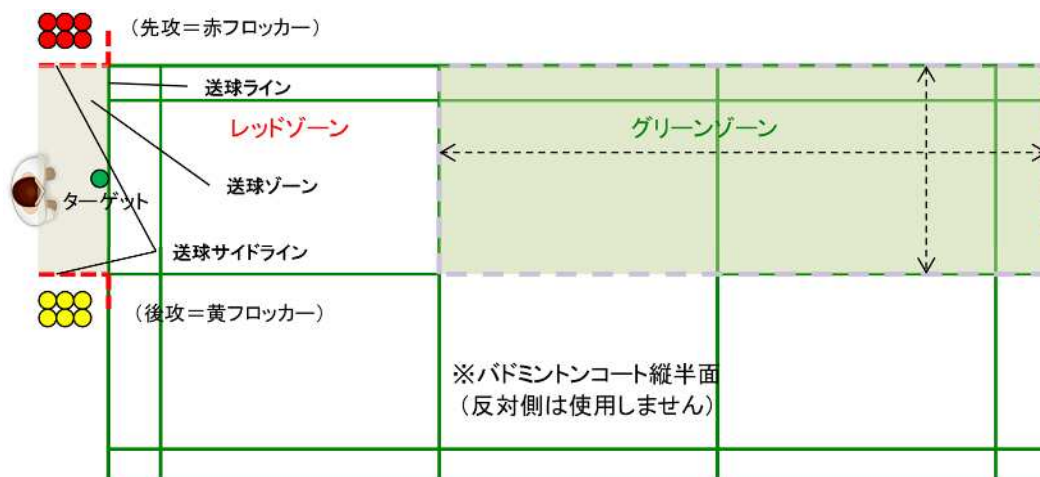 （先攻＝赤フロッカー）
送球ライン
レッドゾーン
グリーンゾーン
送球ゾーン
ターゲット
送球サイドライン
（後攻＝黄フロッカー）
※バドミントンコート縦半面
（反対側は使用しません）